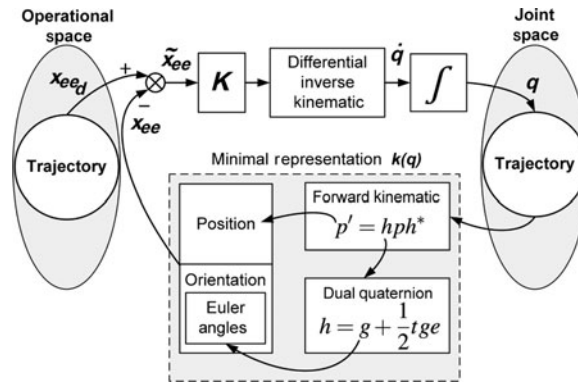 Operational
space
Joint
space
x_ee_d
+
x̃_ee
K
Differential
inverse
kinematic
q̇
∫
q
−
x_ee
Trajectory
Trajectory
Minimal representation k(q)
Position
Forward kinematic
p' = hph*
Orientation
Euler
angles
Dual quaternion
h = g + 1/2 tge